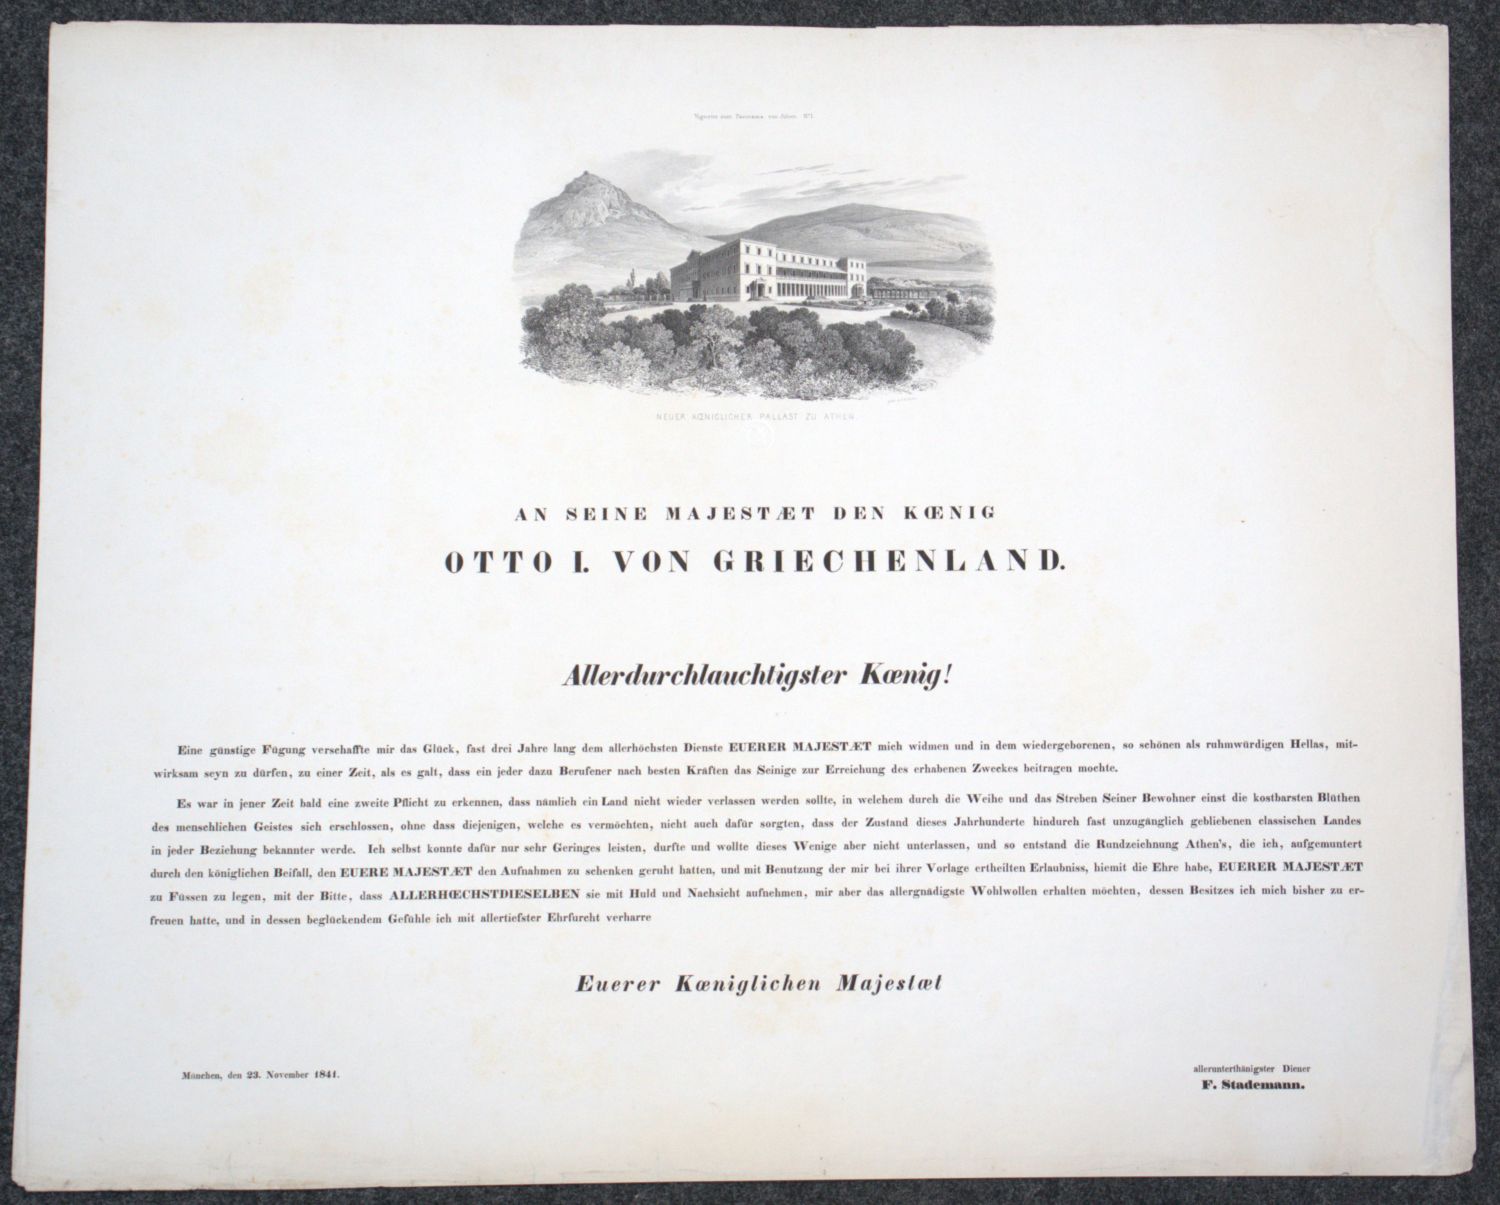 Vignette zum Panorama von Athen. N°1
NEUER KŒNIGLICHER PALLAST ZU ATHEN.
AN SEINE MAJESTÆT DEN KŒNIG
OTTO I. VON GRIECHENLAND.
Allerdurchlauchtigster Kœnig!
Eine günstige Fügung verschaffte mir das Glück, fast drei Jahre lang dem allerhöchsten Dienste EUERER MAJESTÆT mich widmen und in dem wiedergeborenen, so schönen als ruhmwürdigen Hellas, mit-
wirksam seyn zu dürfen, zu einer Zeit, als es galt, dass ein jeder dazu Berufener nach besten Kräften das Seinige zur Erreichung des erhabenen Zweckes beitragen mochte.
Es war in jener Zeit bald eine zweite Pflicht zu erkennen, dass nämlich ein Land nicht wieder verlassen werden sollte, in welchem durch die Weihe und das Streben Seiner Bewohner einst die kostbarsten Blüthen
des menschlichen Geistes sich erschlossen, ohne dass diejenigen, welche es vermöchten, nicht auch dafür sorgten, dass der Zustand dieses Jahrhunderte hindurch fast unzugänglich gebliebenen classischen Landes
in jeder Beziehung bekannter werde. Ich selbst konnte dafür nur sehr Geringes leisten, durfte und wollte dieses Wenige aber nicht unterlassen, und so entstand die Rundzeichnung Athen's, die ich, aufgemuntert
durch den königlichen Beifall, den EUERE MAJESTÆT den Aufnahmen zu schenken geruht hatten, und mit Benutzung der mir bei ihrer Vorlage ertheilten Erlaubniss, hiemit die Ehre habe, EUERER MAJESTÆT
zu Füssen zu legen, mit der Bitte, dass ALLERHŒCHSTDIESELBEN sie mit Huld und Nachsicht aufnehmen, mir aber das allergnädigste Wohlwollen erhalten möchten, dessen Besitzes ich mich bisher zu er-
freuen hatte, und in dessen beglückendem Gefühle ich mit allertiefster Ehrfurcht verharre
Euerer Kœniglichen Majestæt
München, den 23. November 1841.
allerunterthänigster Diener
F. Stademann.